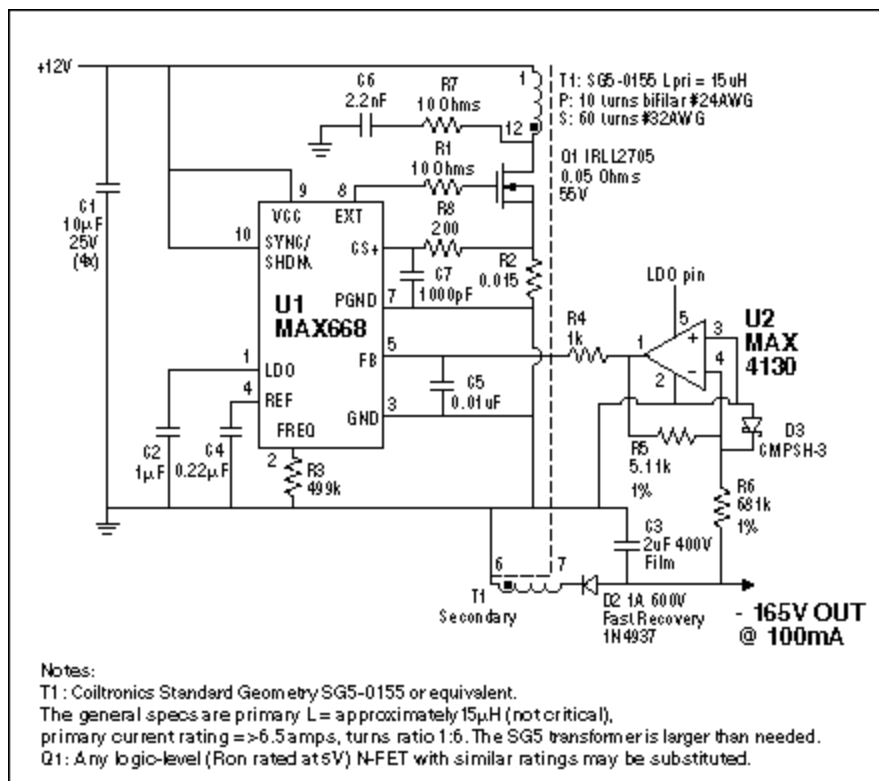 +12V
C6
2.2nF
R7
10 Ohms
1
12
T1: SG5-0155 Lpri = 15uH
P: 10 turns bifilar #24AWG
S: 60 turns #32AWG
Q1 IRLL2705
0.05 Ohms
55V
R1
10 Ohms
C1
10µF
25V
(4x)
9
8
VCC
EXT
10
SYNC/
SHDN
CS+
R8
200
R2
0.015
C7
1000pF
PGND
7
U1
MAX668
LDO pin
5
U2
MAX
4130
R4
1k
1
3
4
2
+
−
5
FB
1
LDO
4
REF
C5
0.01uF
GND
3
FREQ
2
C2
1µF
C4
0.22µF
R3
499k
R5
5.11k
1%
D3
CMPSH-3
R6
681k
1%
C3
2uF 400V
Film
6
7
T1
Secondary
D2 1A 600V
Fast Recovery
1N4937
- 165V OUT
@ 100mA
Notes:
T1: Coiltronics Standard Geometry SG5-0155 or equivalent.
The general specs are primary L = approximately 15µH (not critical),
primary current rating =>6.5 amps, turns ratio 1:6. The SG5 transformer is larger than needed.
Q1: Any logic-level (Ron rated at 5V) N-FET with similar ratings may be substituted.